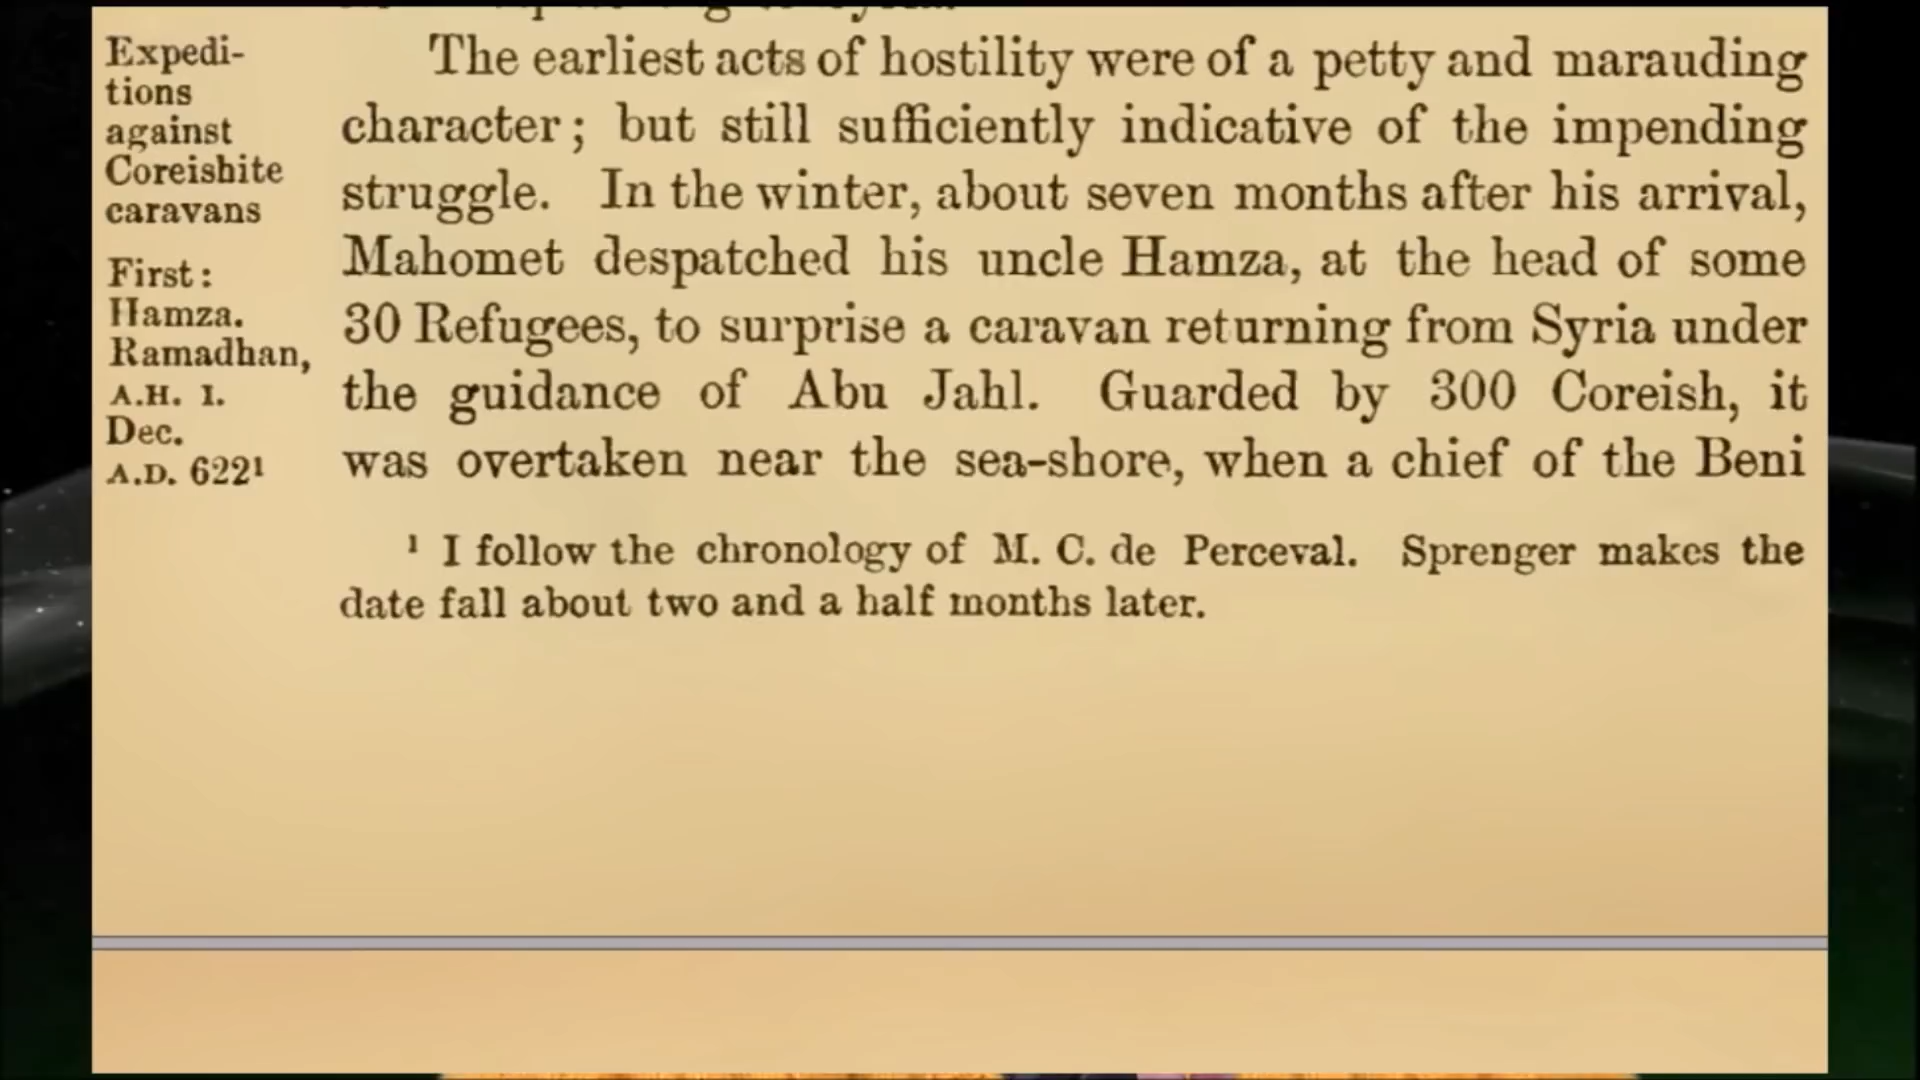 Expedi-
tions
against
Coreishite
caravans
First:
Hamza.
Ramadhan,
A.H. I.
Dec.
A.D. 622¹
The earliest acts of hostility were of a petty and marauding
character; but still sufficiently indicative of the impending
struggle. In the winter, about seven months after his arrival,
Mahomet despatched his uncle Hamza, at the head of some
30 Refugees, to surprise a caravan returning from Syria under
the guidance of Abu Jahl. Guarded by 300 Coreish, it
was overtaken near the sea-shore, when a chief of the Beni
¹ I follow the chronology of M. C. de Perceval. Sprenger makes the
date fall about two and a half months later.